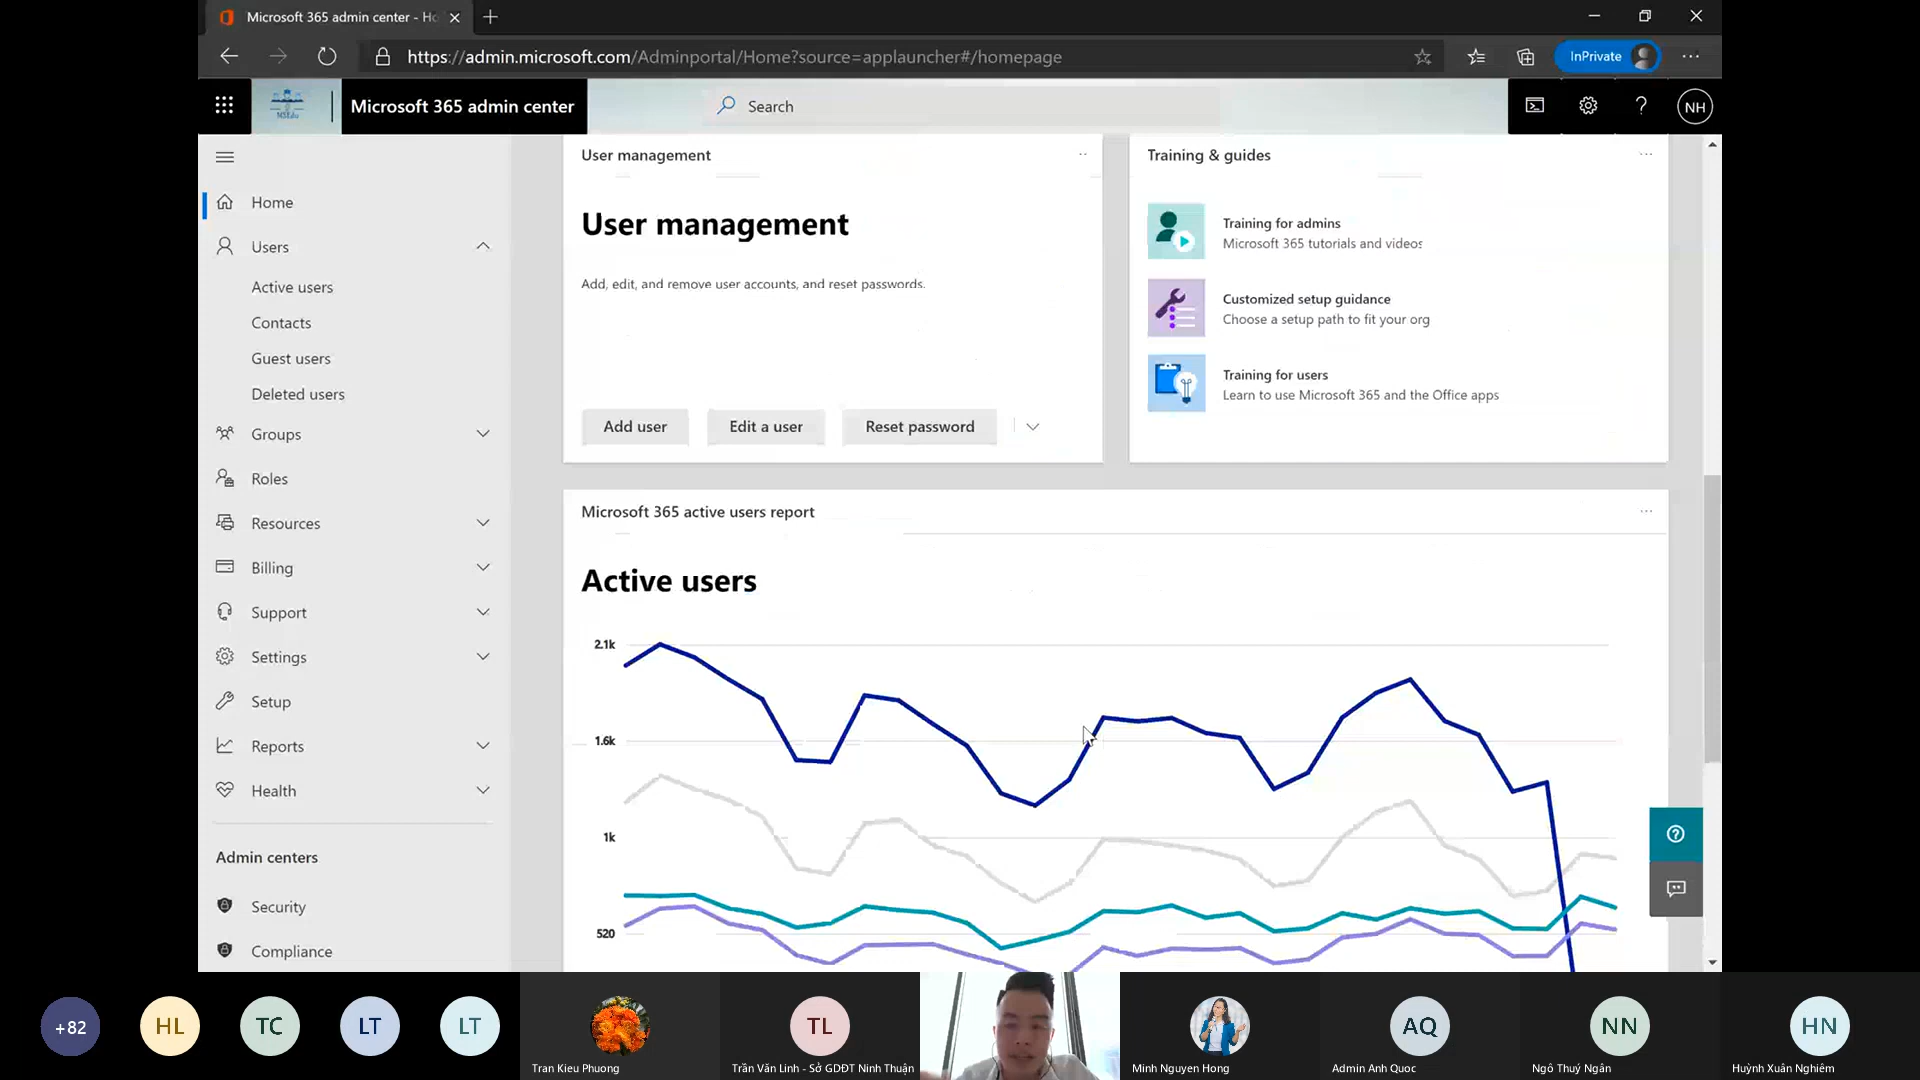 Microsoft 365 admin center - Ho
https://admin.microsoft.com/Adminportal/Home?source=applauncher#/homepage
InPrivate
MSEdu
Microsoft 365 admin center
Search
NH
Home
Users
Active users
Contacts
Guest users
Deleted users
Groups
Roles
Resources
Billing
Support
Settings
Setup
Reports
Health
Admin centers
Security
Compliance
User management
User management
Add, edit, and remove user accounts, and reset passwords.
Add user
Edit a user
Reset password
Training & guides
Training for admins
Microsoft 365 tutorials and videos
Customized setup guidance
Choose a setup path to fit your org
Training for users
Learn to use Microsoft 365 and the Office apps
Microsoft 365 active users report
Active users
2.1k
1.6k
1k
520
+82
HL
TC
LT
LT
Tran Kieu Phuong
TL
Trần Văn Linh - Sở GDĐT Ninh Thuận
Minh Nguyen Hong
AQ
Admin Anh Quoc
NN
Ngô Thuý Ngân
HN
Huỳnh Xuân Nghiêm